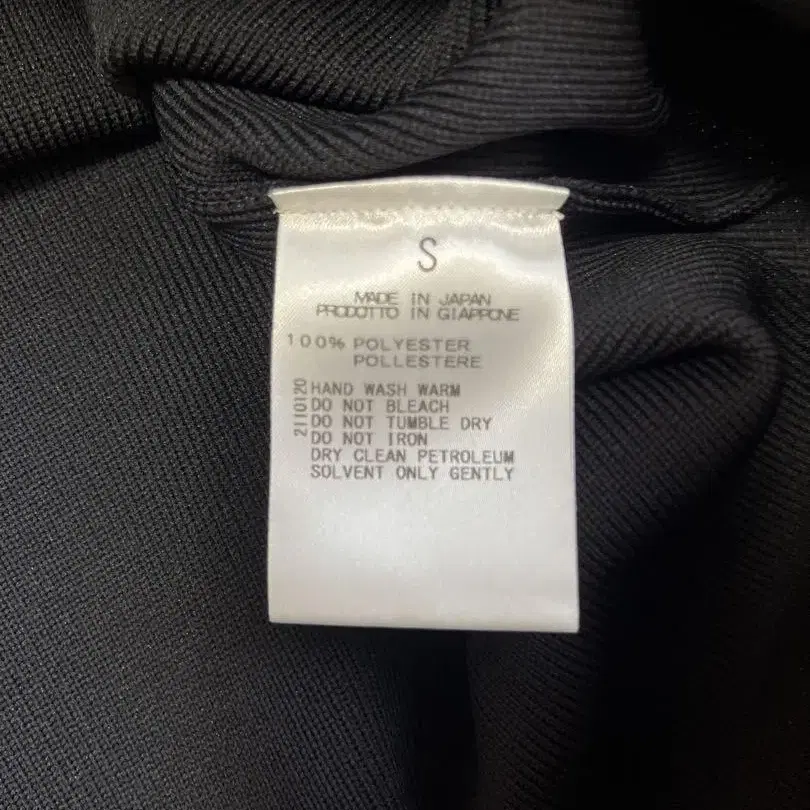 S
MADE IN JAPAN
PRODOTTO IN GIAPPONE
100% POLYESTER
POLLESTERE
2110120
HAND WASH WARM
DO NOT BLEACH
DO NOT TUMBLE DRY
DO NOT IRON
DRY CLEAN PETROLEUM
SOLVENT ONLY GENTLY